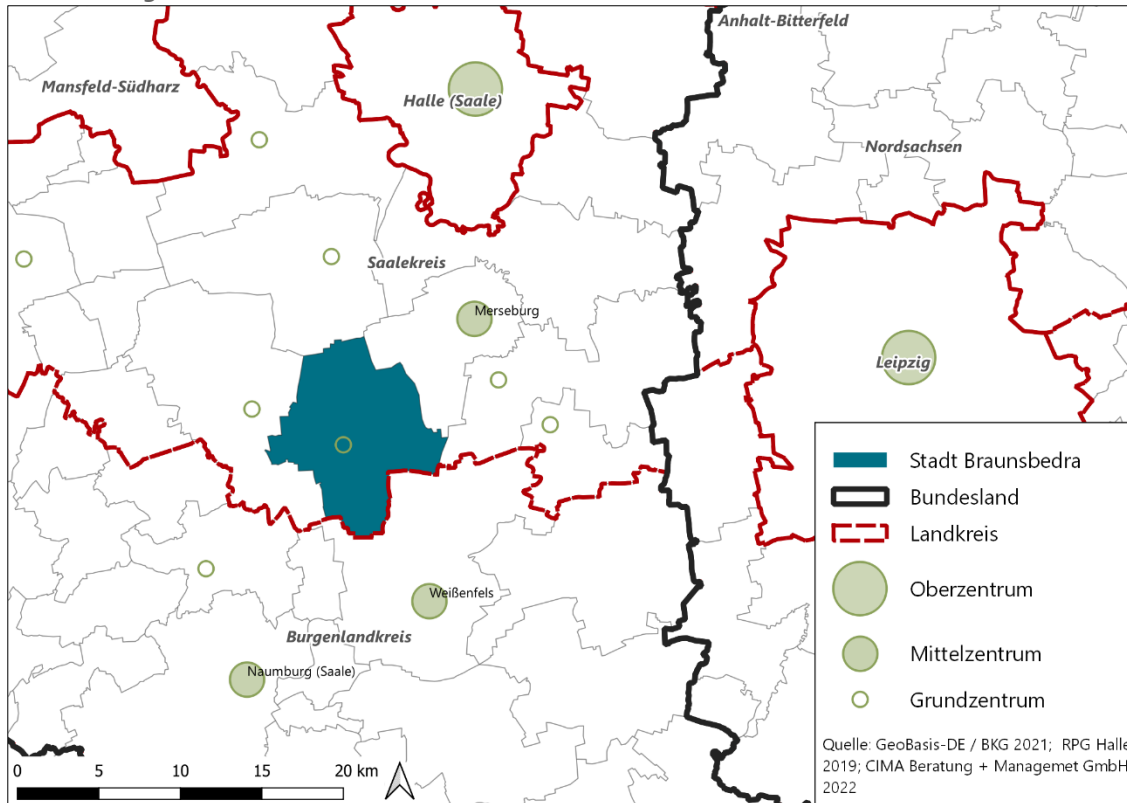 Anhalt-Bitterfeld
Mansfeld-Südharz
Halle (Saale)
Nordsachsen
Saalekreis
Merseburg
Leipzig
Weißenfels
Burgenlandkreis
Naumburg (Saale)
Stadt Braunsbedra
Bundesland
Landkreis
Oberzentrum
Mittelzentrum
Grundzentrum
Quelle: GeoBasis-DE / BKG 2021; RPG Halle
2019; CIMA Beratung + Managemet GmbH
2022
0 5 10 15 20 km